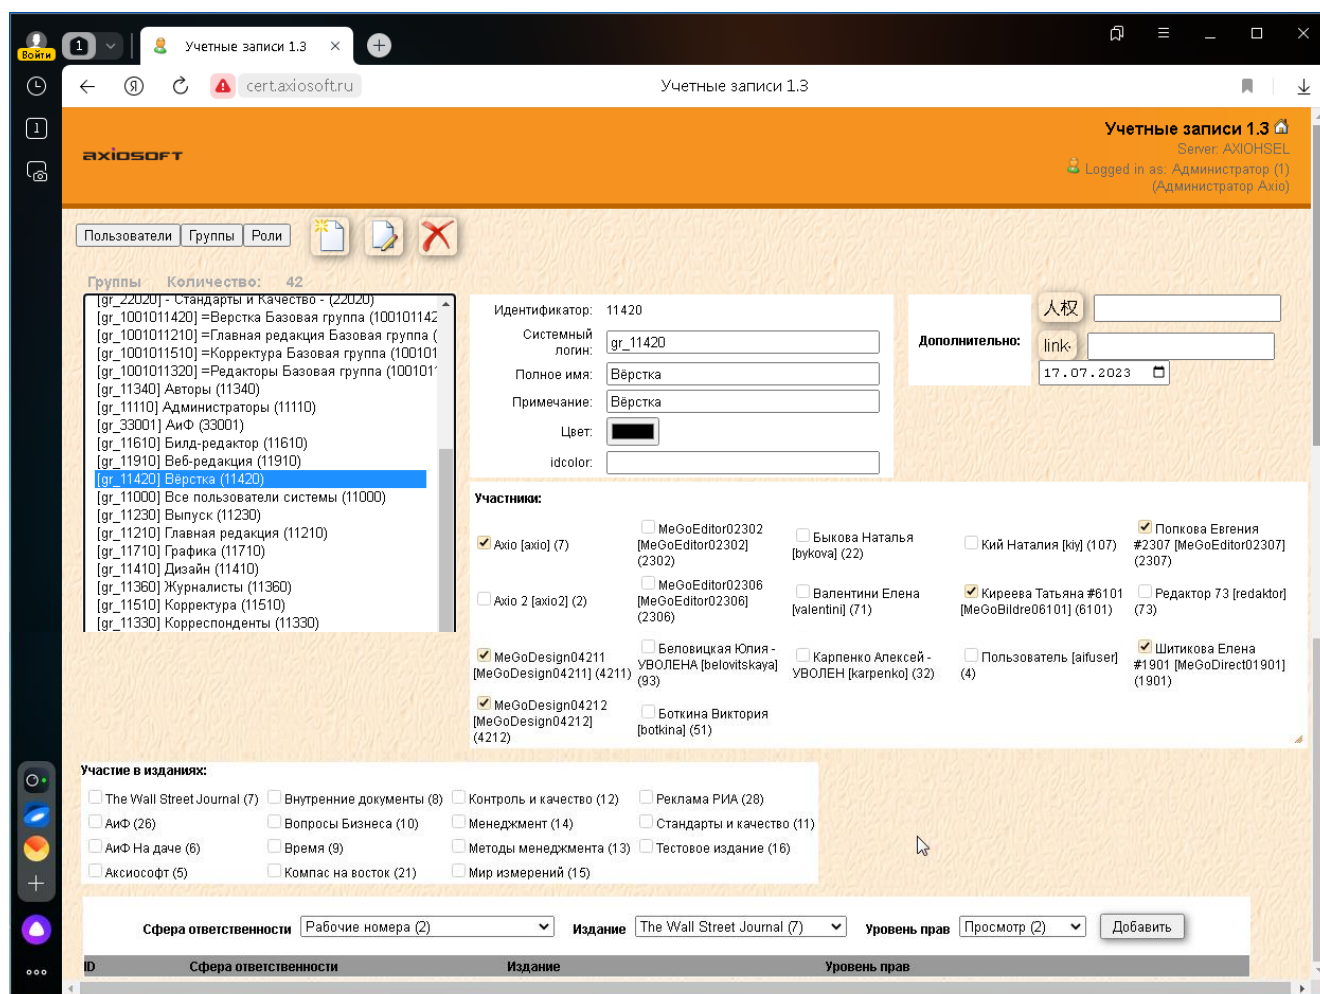 Войти
1
Учетные записи 1.3
1
cert.axiosoft.ru
Учетные записи 1.3
axiosoft
Учетные записи 1.3
Server: AXIOHSEL
Logged in as: Администратор (1)
(Администратор Axio)
Пользователи Группы Роли
Группы Количество: 42
[gr_22020] - Стандарты и Качество - (22020)
[gr_1001011420] =Верстка Базовая группа (100101142
[gr_1001011210] =Главная редакция Базовая группа (
[gr_1001011510] =Корректура Базовая группа (100101
[gr_1001011320] =Редакторы Базовая группа (1001011
[gr_11340] Авторы (11340)
[gr_11110] Администраторы (11110)
[gr_33001] АиФ (33001)
[gr_11610] Билд-редактор (11610)
[gr_11910] Веб-редакция (11910)
[gr_11420] Вёрстка (11420)
[gr_11000] Все пользователи системы (11000)
[gr_11230] Выпуск (11230)
[gr_11210] Главная редакция (11210)
[gr_11710] Графика (11710)
[gr_11410] Дизайн (11410)
[gr_11360] Журналисты (11360)
[gr_11510] Корректура (11510)
[gr_11330] Корреспонденты (11330)
Идентификатор: 11420
Системный логин: gr_11420
Полное имя: Вёрстка
Примечание: Вёрстка
Цвет:
idcolor:
Дополнительно:
人权
link:
17.07.2023
Участники:
Axio [axio] (7)
MeGoEditor02302 [MeGoEditor02302] (2302)
Быкова Наталья [bykova] (22)
Кий Наталия [kiy] (107)
Попкова Евгения #2307 [MeGoEditor02307] (2307)
Axio 2 [axio2] (2)
MeGoEditor02306 [MeGoEditor02306] (2306)
Валентини Елена [valentini] (71)
Киреева Татьяна #6101 [MeGoBildre06101] (6101)
Редактор 73 [redaktor] (73)
MeGoDesign04211 [MeGoDesign04211] (4211)
Беловицкая Юлия - УВОЛЕНА [belovitskaya] (93)
Карпенко Алексей - УВОЛЕН [karpenko] (32)
Пользователь [aifuser] (4)
Шитикова Елена #1901 [MeGoDirect01901] (1901)
MeGoDesign04212 [MeGoDesign04212] (4212)
Боткина Виктория [botkina] (51)
Участие в изданиях:
The Wall Street Journal (7) Внутренние документы (8) Контроль и качество (12) Реклама РИА (28)
АиФ (26) Вопросы Бизнеса (10) Менеджмент (14) Стандарты и качество (11)
АиФ На даче (6) Время (9) Методы менеджмента (13) Тестовое издание (16)
Аксиософт (5) Компас на восток (21) Мир измерений (15)
Сфера ответственности Рабочие номера (2) Издание The Wall Street Journal (7) Уровень прав Просмотр (2) Добавить
ID Сфера ответственности Издание Уровень прав